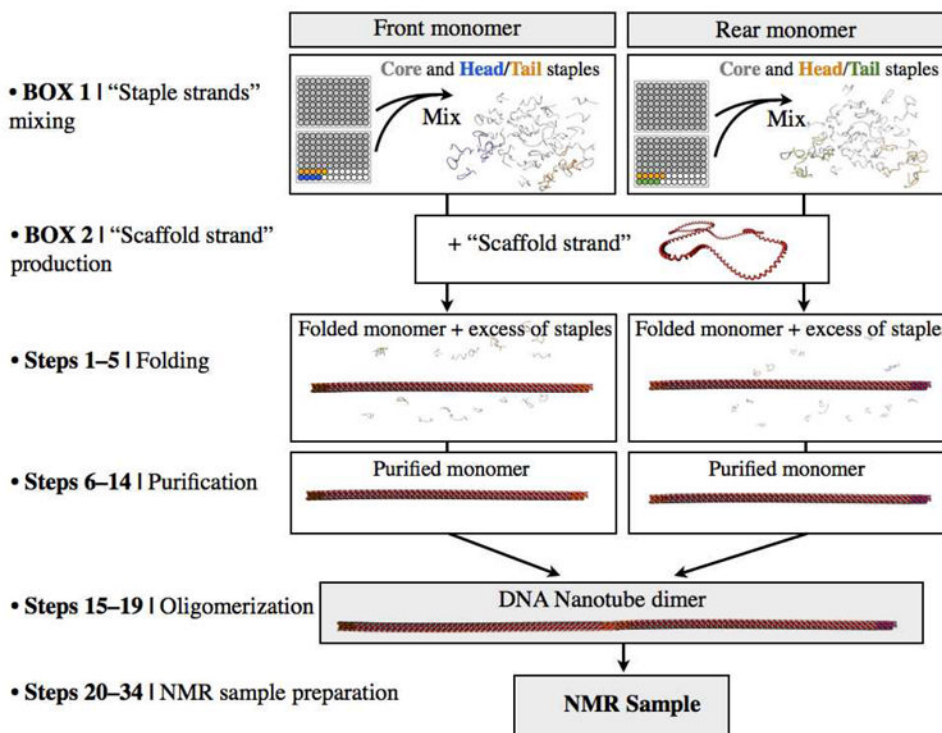 Front monomer
Rear monomer
• BOX 1 | “Staple strands”
mixing
Core and Head/Tail staples
Mix
Core and Head/Tail staples
Mix
• BOX 2 | “Scaffold strand”
production
+ “Scaffold strand”
• Steps 1–5 | Folding
Folded monomer + excess of staples
Folded monomer + excess of staples
• Steps 6–14 | Purification
Purified monomer
Purified monomer
• Steps 15–19 | Oligomerization
DNA Nanotube dimer
• Steps 20–34 | NMR sample preparation
NMR Sample